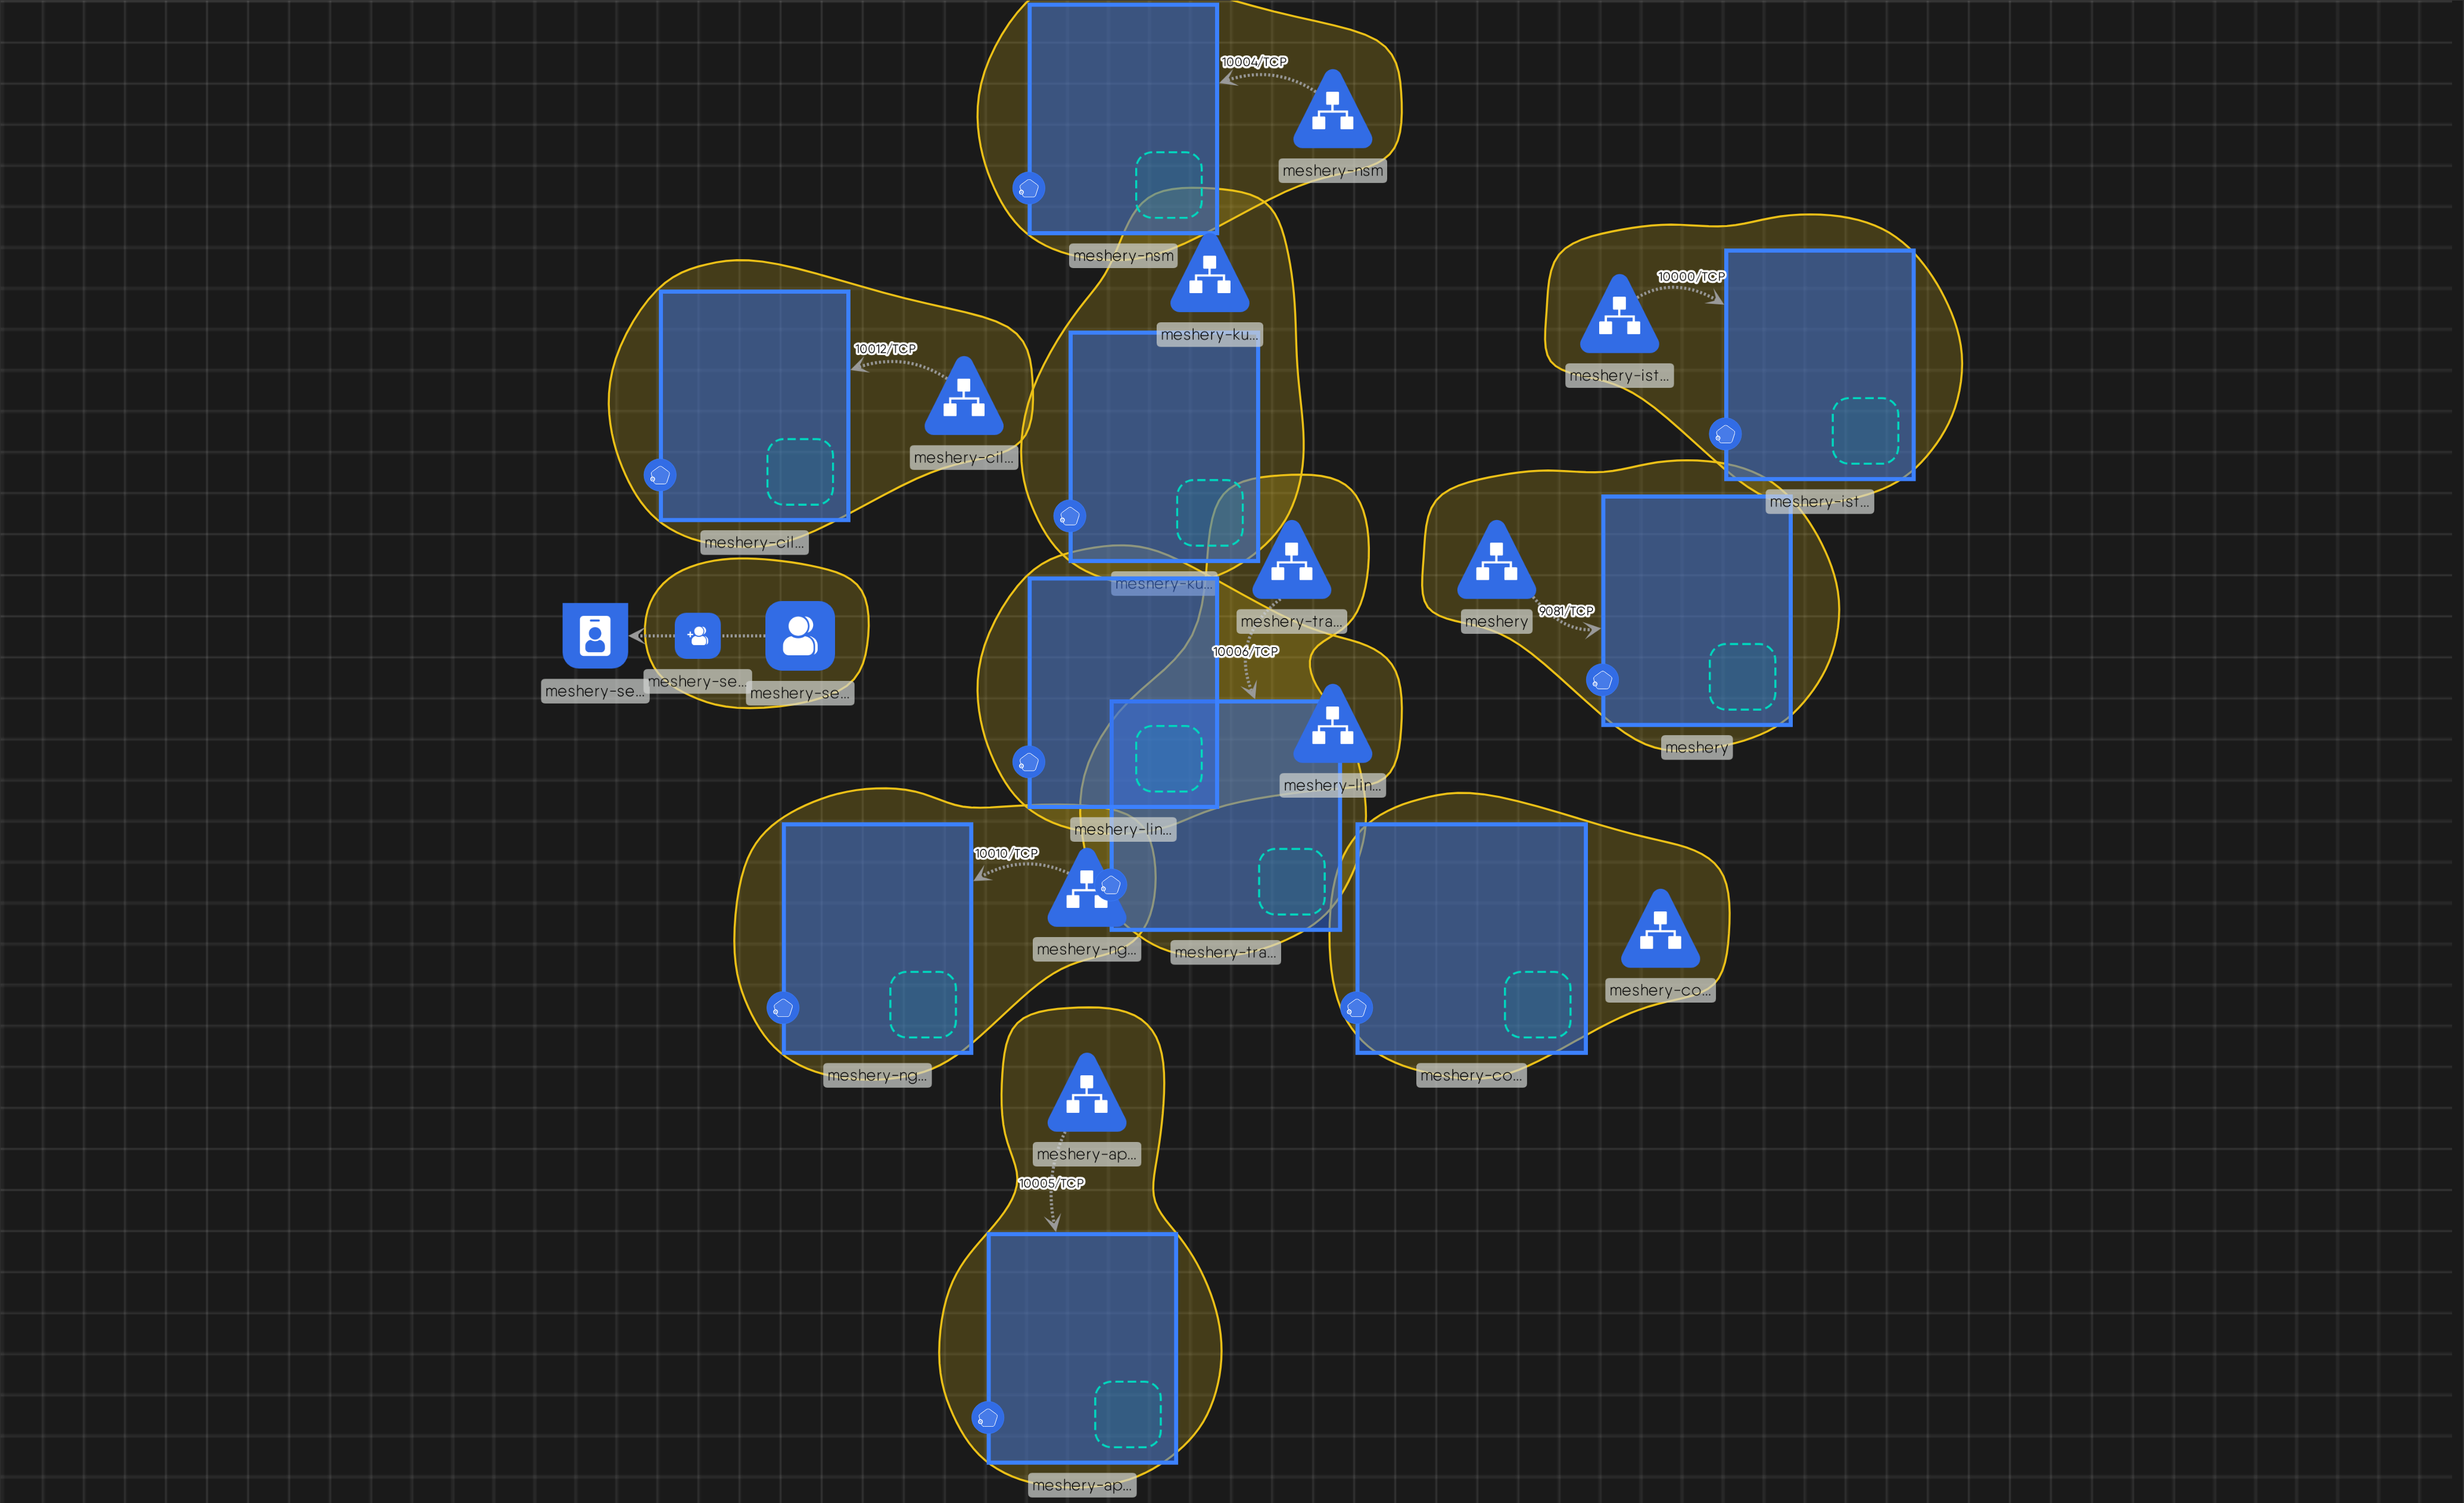 10004/TCP
meshery-nsm
meshery-nsm
10000/TCP
meshery-ku...
10012/TCP
meshery-ist...
meshery-cil...
meshery-ist...
meshery-cil...
meshery-ku...
9081/TCP
meshery-tra...
meshery
10006/TCP
meshery-se...
meshery-se...
meshery-se...
meshery
meshery-lin...
meshery-lin...
10010/TCP
meshery-ng...
meshery-tra...
meshery-co...
meshery-ng...
meshery-co...
meshery-ap...
10005/TCP
meshery-ap...